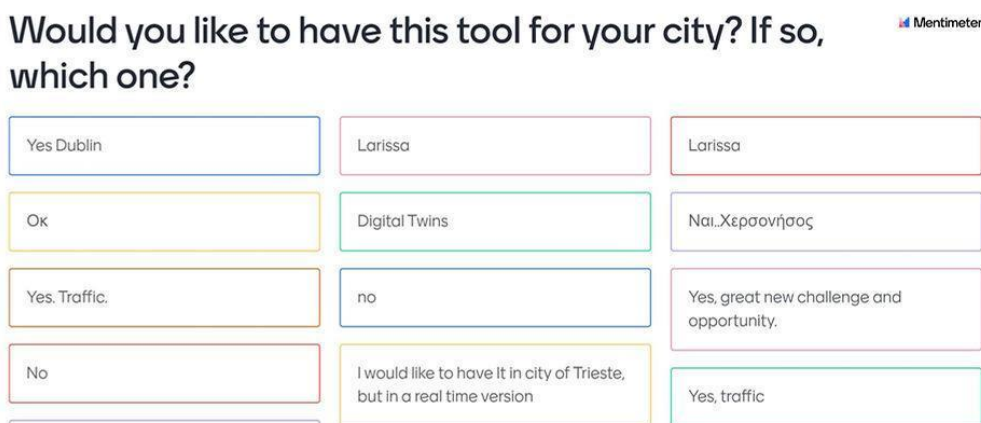 Would you like to have this tool for your city? If so,
which one?
Mentimeter
Yes Dublin
Larissa
Larissa
Οκ
Digital Twins
Ναι..Χερσονήσος
Yes. Traffic.
no
Yes, great new challenge and
opportunity.
No
I would like to have It in city of Trieste,
but in a real time version
Yes, traffic